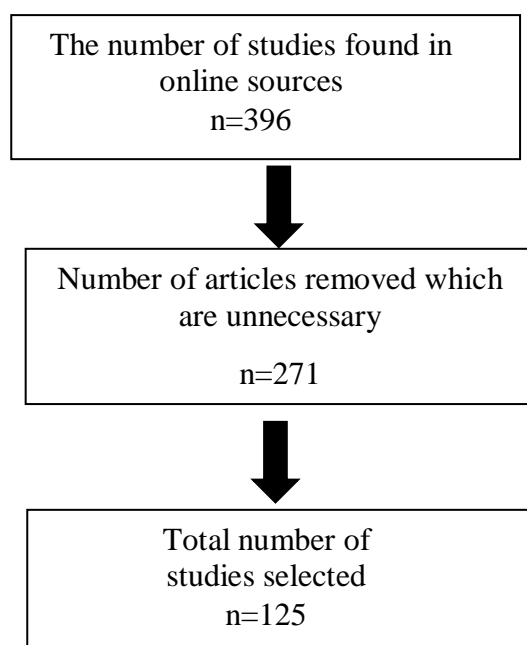 The number of studies found in
online sources
n=396
Number of articles removed which
are unnecessary
n=271
Total number of
studies selected
n=125